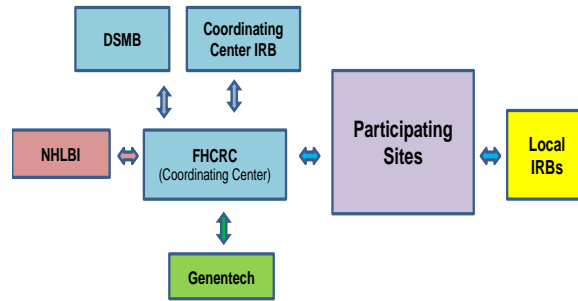 DSMB
Coordinating
Center IRB
NHLBI
FHCRC
(Coordinating Center)
Participating
Sites
Local
IRBs
Genentech